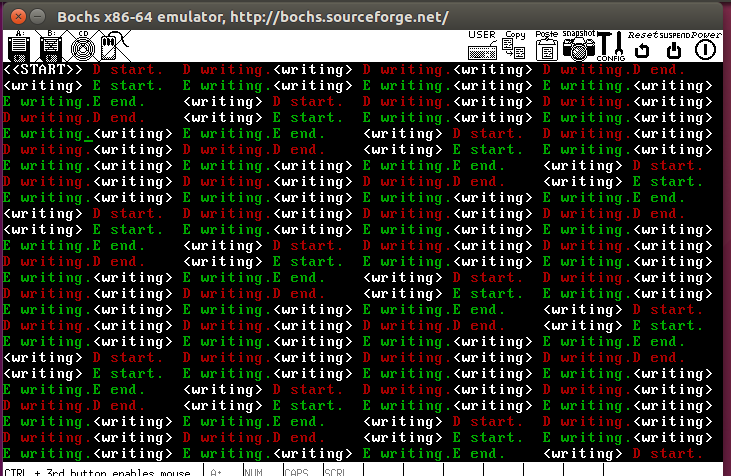 Bochs x86-64 emulator, http://bochs.sourceforge.net/
A: B: CD USER Copy Paste snapshot CONFIG Reset SUSPEND Power
<<START>> D start.  D writing.<writing> D writing.<writing> D writing.D end.
<writing> E start.  E writing.<writing> E writing.<writing> E writing.<writing>
E writing.E end.    <writing> D start.  D writing.<writing> D writing.<writing>
D writing.D end.    <writing> E start.  E writing.<writing> E writing.<writing>
E writing.<writing> E writing.E end.    <writing> D start.  D writing.<writing>
D writing.<writing> D writing.D end.    <writing> E start.  E writing.<writing>
E writing.<writing> E writing.<writing> E writing.E end.    <writing> D start.
D writing.<writing> D writing.<writing> D writing.D end.    <writing> E start.
E writing.<writing> E writing.<writing> E writing.<writing> E writing.E end.
<writing> D start.  D writing.<writing> D writing.<writing> D writing.D end.
<writing> E start.  E writing.<writing> E writing.<writing> E writing.<writing>
E writing.E end.    <writing> D start.  D writing.<writing> D writing.<writing>
D writing.D end.    <writing> E start.  E writing.<writing> E writing.<writing>
E writing.<writing> E writing.E end.    <writing> D start.  D writing.<writing>
D writing.<writing> D writing.D end.    <writing> E start.  E writing.<writing>
E writing.<writing> E writing.<writing> E writing.E end.    <writing> D start.
D writing.<writing> D writing.<writing> D writing.D end.    <writing> E start.
E writing.<writing> E writing.<writing> E writing.<writing> E writing.E end.
<writing> D start.  D writing.<writing> D writing.<writing> D writing.D end.
<writing> E start.  E writing.<writing> E writing.<writing> E writing.<writing>
E writing.E end.    <writing> D start.  D writing.<writing> D writing.<writing>
D writing.D end.    <writing> E start.  E writing.<writing> E writing.<writing>
E writing.<writing> E writing.E end.    <writing> D start.  D writing.<writing>
D writing.<writing> D writing.D end.    <writing> E start.  E writing.<writing>
E writing.<writing> E writing.<writing> E writing.E end.    <writing>
CTRL + 3rd button enables mouse A: NUM CAPS SCRL